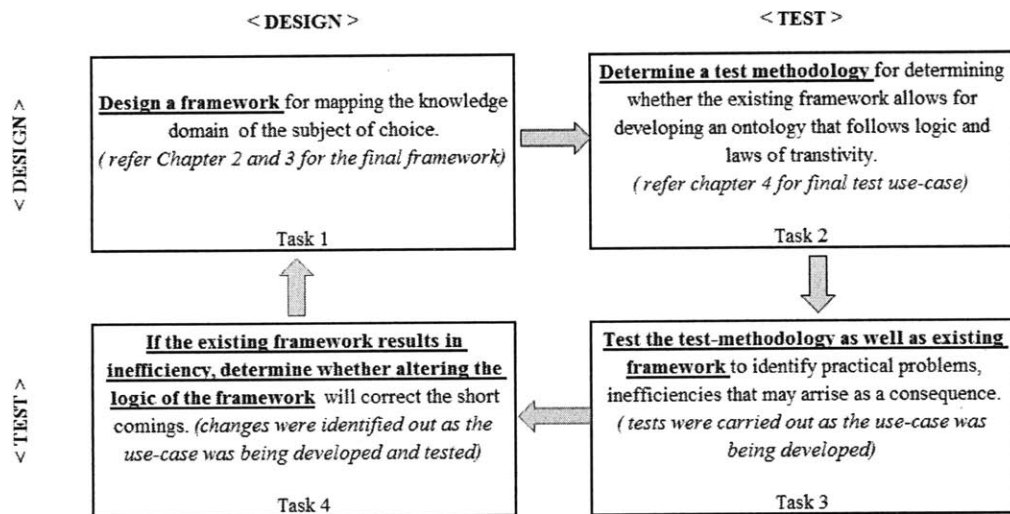 < DESIGN >
< TEST >
< DESIGN >
Design a framework for mapping the knowledge
domain of the subject of choice.
( refer Chapter 2 and 3 for the final framework)
Task 1
Determine a test methodology for determining
whether the existing framework allows for
developing an ontology that follows logic and
laws of transtivity.
(refer chapter 4 for final test use-case)
Task 2
< TEST >
If the existing framework results in
inefficiency, determine whether altering the
logic of the framework will correct the short
comings. (changes were identified out as the
use-case was being developed and tested)
Task 4
Test the test-methodology as well as existing
framework to identify practical problems,
inefficiencies that may arrise as a consequence.
( tests were carried out as the use-case was
being developed)
Task 3